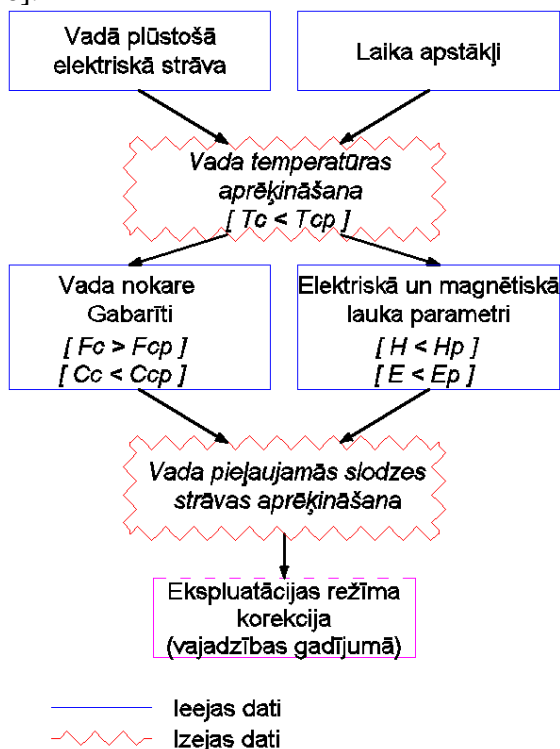 Vadā plūstošā
elektriskā strāva
Laika apstākļi
Vada temperatūras
aprēķināšana
[ Tc < Tcp ]
Vada nokare
Gabarīti
[ Fc > Fcp ]
[ Cc < Ccp ]
Elektriskā un magnētiskā
lauka parametri
[ H < Hp ]
[ E < Ep ]
Vada pieļaujamās slodzes
strāvas aprēķināšana
Ekspluatācijas režīma
korekcija
(vajadzības gadījumā)
Ieejas dati
Izejas dati